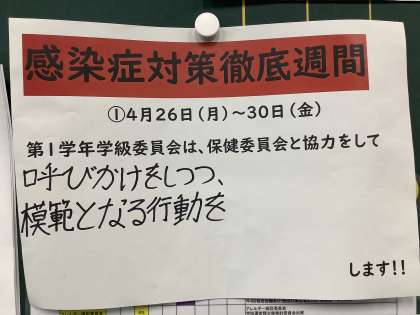 感染症対策徹底週間
①4月26日(月)～30日(金)
第1学年学級委員会は、保健委員会と協力をして
呼びかけをしつつ、
模範となる行動を
します!!